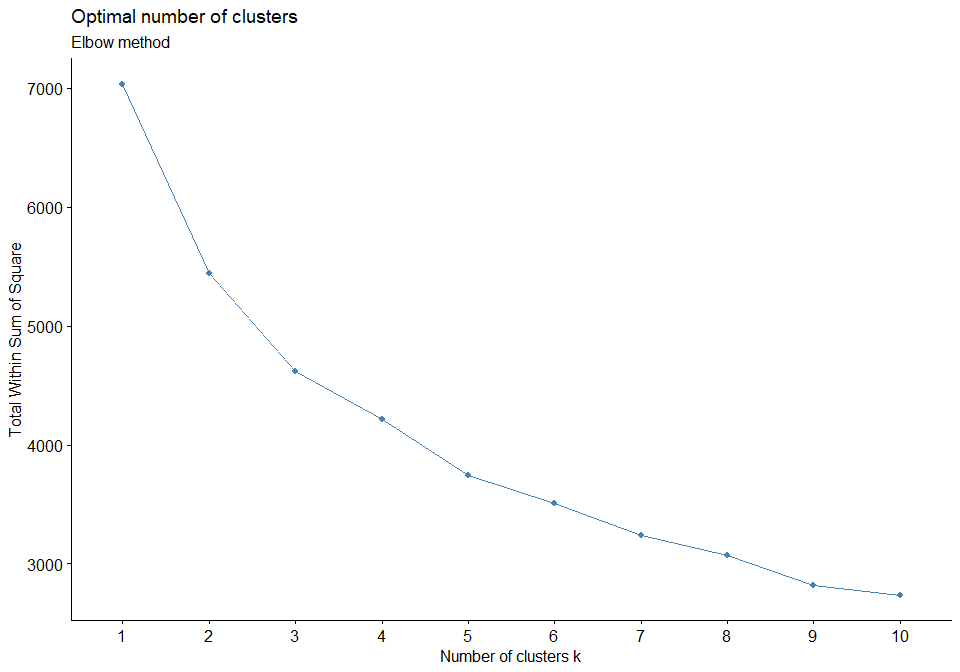 Optimal number of clusters
Elbow method
Total Within Sum of Square
7000
6000
5000
4000
3000
1 2 3 4 5 6 7 8 9 10
Number of clusters k